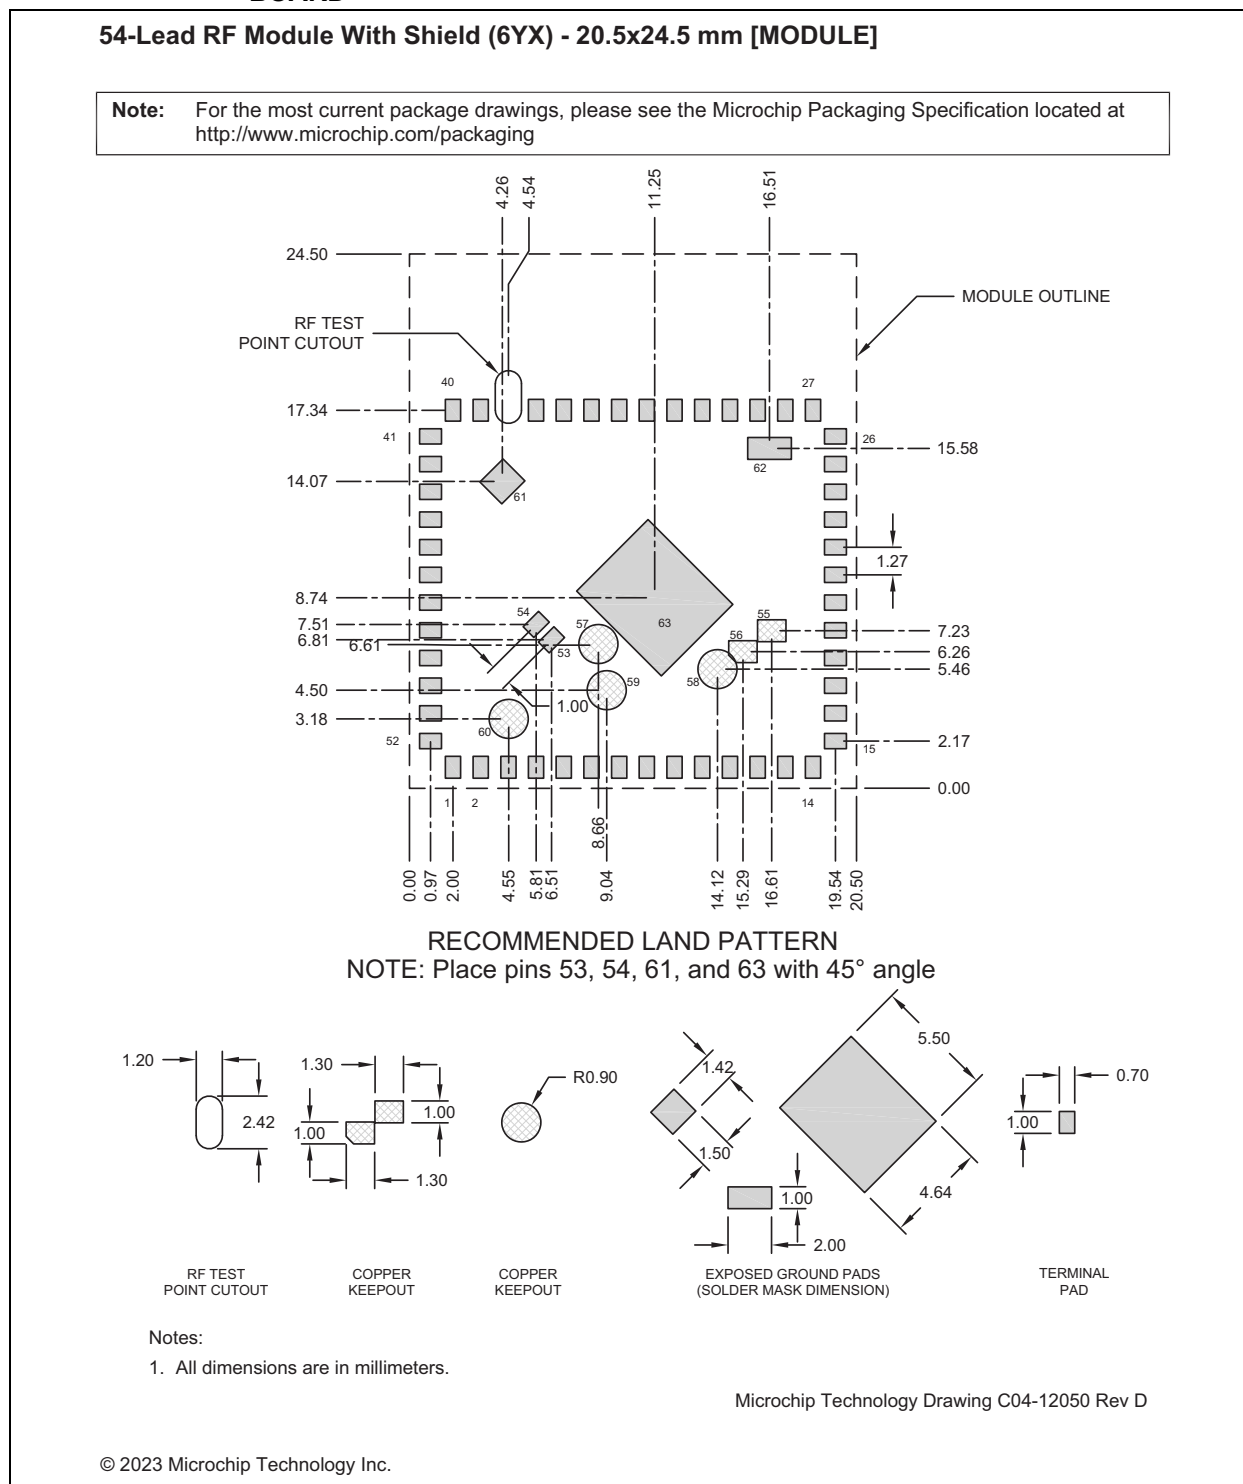 54-Lead RF Module With Shield (6YX) - 20.5x24.5 mm [MODULE]
Note: For the most current package drawings, please see the Microchip Packaging Specification located at
http://www.microchip.com/packaging
4.26
4.54
11.25
16.51
24.50
MODULE OUTLINE
RF TEST
POINT CUTOUT
40
27
17.34
41
26
15.58
62
14.07
61
1.27
8.74
54
57
55
7.51
63
7.23
6.81
56
6.61
53
6.26
5.46
4.50
59
58
1.00
3.18
60
52
2.17
15
0.00
1
2
14
8.66
0.00
0.97
2.00
4.55
5.81
6.51
9.04
14.12
15.29
16.61
19.54
20.50
RECOMMENDED LAND PATTERN
NOTE: Place pins 53, 54, 61, and 63 with 45° angle
1.20
2.42
1.30
1.00
1.00
1.30
R0.90
1.42
1.50
5.50
4.64
1.00
2.00
0.70
1.00
RF TEST
POINT CUTOUT
COPPER
KEEPOUT
COPPER
KEEPOUT
EXPOSED GROUND PADS
(SOLDER MASK DIMENSION)
TERMINAL
PAD
Notes:
1. All dimensions are in millimeters.
Microchip Technology Drawing C04-12050 Rev D
© 2023 Microchip Technology Inc.